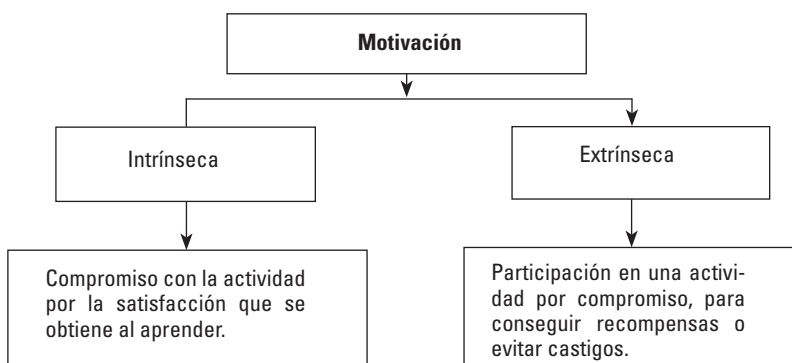 Motivación
Intrínseca
Extrínseca
Compromiso con la actividad
por la satisfacción que se
obtiene al aprender.
Participación en una activi-
dad por compromiso, para
conseguir recompensas o
evitar castigos.